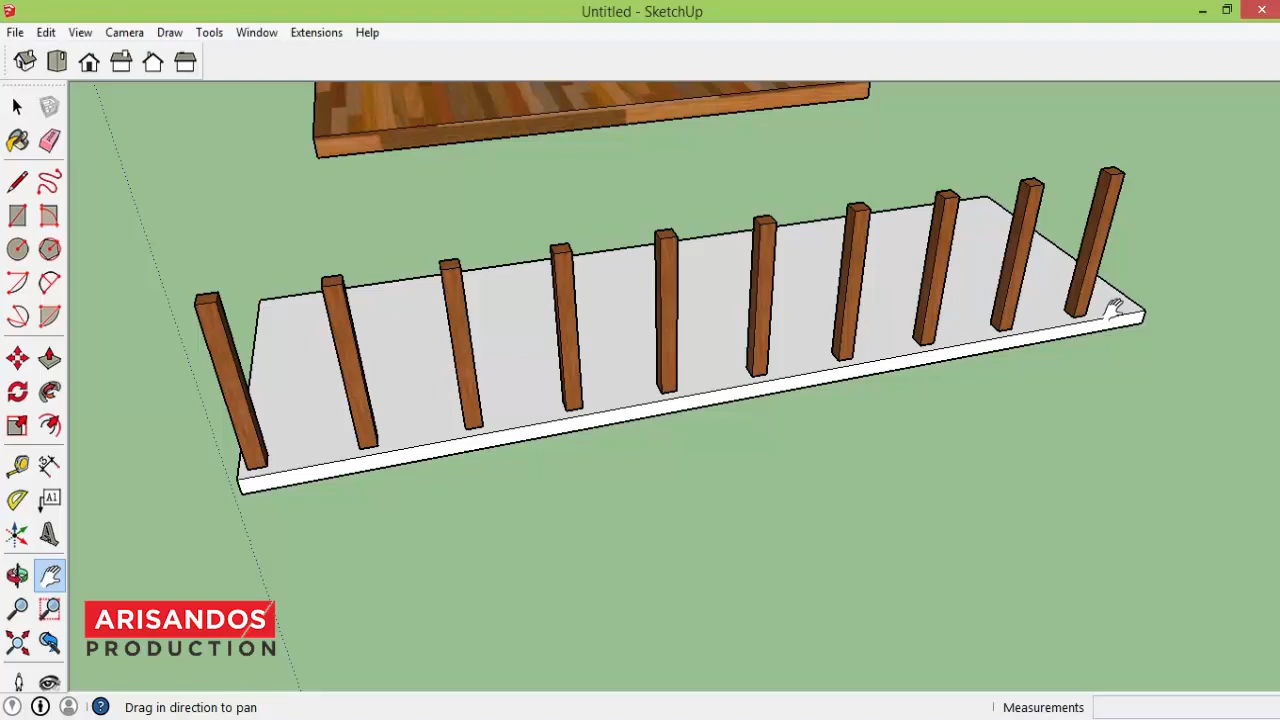 Untitled - SketchUp
File Edit View Camera Draw Tools Window Extensions Help
A1
ARISANDOS
PRODUCTION
Drag in direction to pan
Measurements